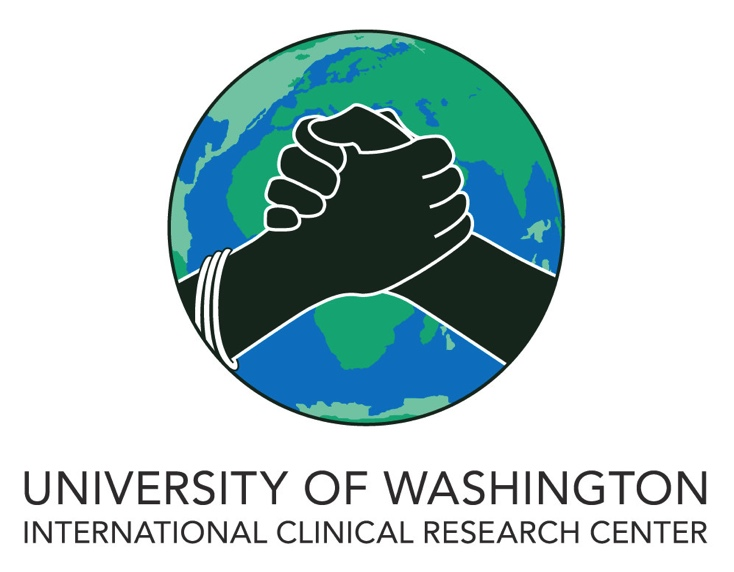 UNIVERSITY OF WASHINGTON
INTERNATIONAL CLINICAL RESEARCH CENTER